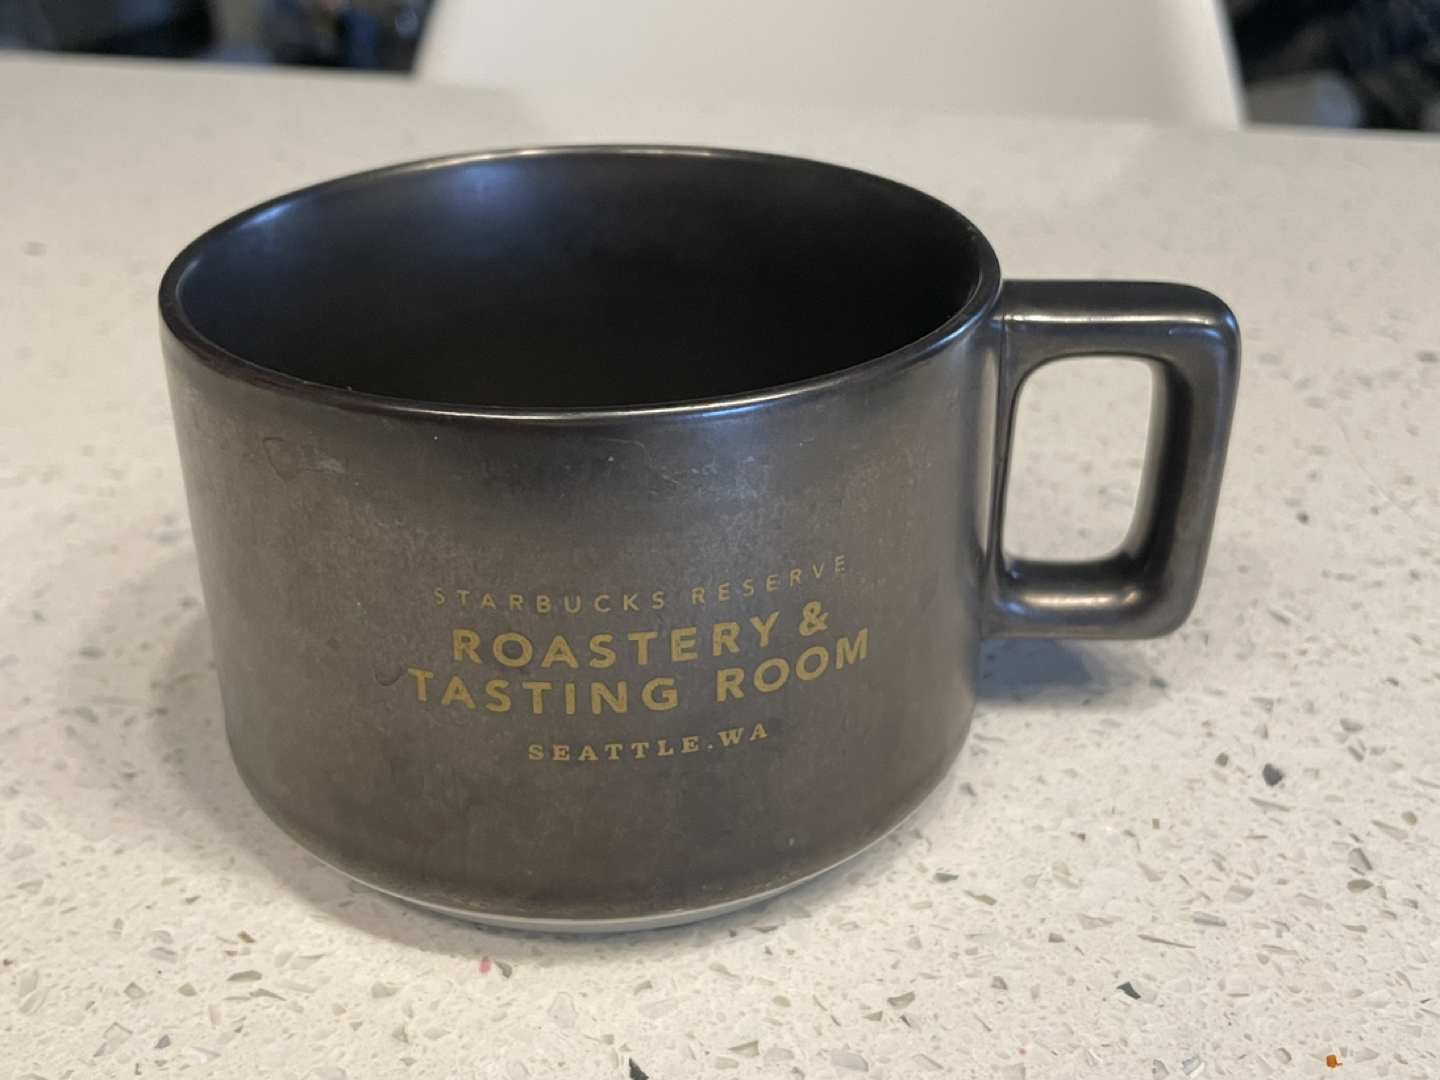 STARBUCKS RESERVE
ROASTERY &
TASTING ROOM
SEATTLE.WA